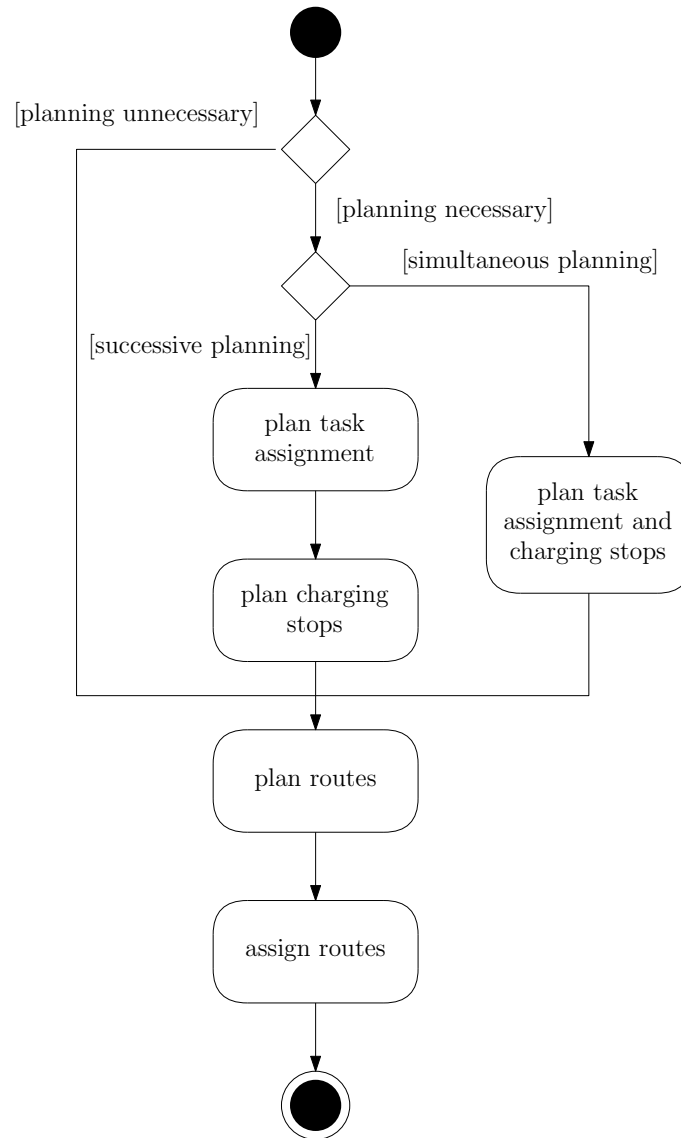 [planning unnecessary]
[planning necessary]
[simultaneous planning]
[successive planning]
plan task
assignment
plan task
assignment and
charging stops
plan charging
stops
plan routes
assign routes